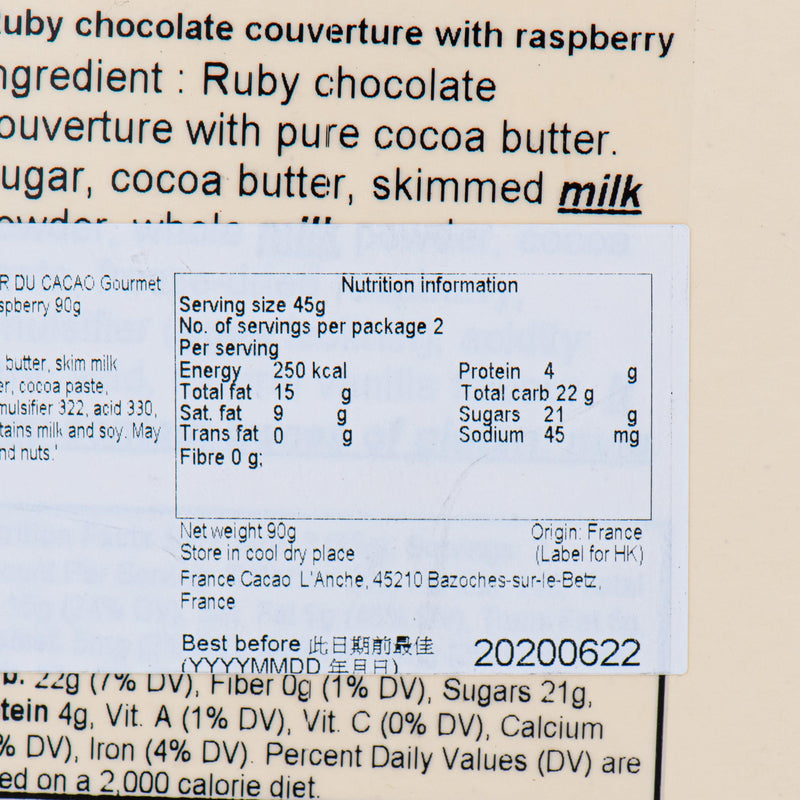 uby chocolate couverture with raspberry
ngredient : Ruby chocolate
ouverture with pure cocoa butter.
ugar, cocoa butter, skimmed milk
powder, whole milk powder, cocoa
R DU CACAO Gourmet
spberry 90g
butter, skim milk
er, cocoa paste,
mulsifier 322, acid 330,
tains milk and soy. May
nd nuts.'
Nutrition information
Serving size 45g
No. of servings per package 2
Per serving
Energy 250 kcal Protein 4 g
Total fat 15 g Total carb 22 g
Sat. fat 9 g Sugars 21 g
Trans fat 0 g Sodium 45 mg
Fibre 0 g;
Net weight 90g Origin: France
Store in cool dry place (Label for HK)
France Cacao L'Anche, 45210 Bazoches-sur-le-Betz,
France
Best before 此日期前最佳 20200622
(YYYYMMDD 年月日)
b. 22g (7% DV), Fiber 0g (1% DV), Sugars 21g,
tein 4g, Vit. A (1% DV), Vit. C (0% DV), Calcium
% DV), Iron (4% DV). Percent Daily Values (DV) are
ed on a 2,000 calorie diet.